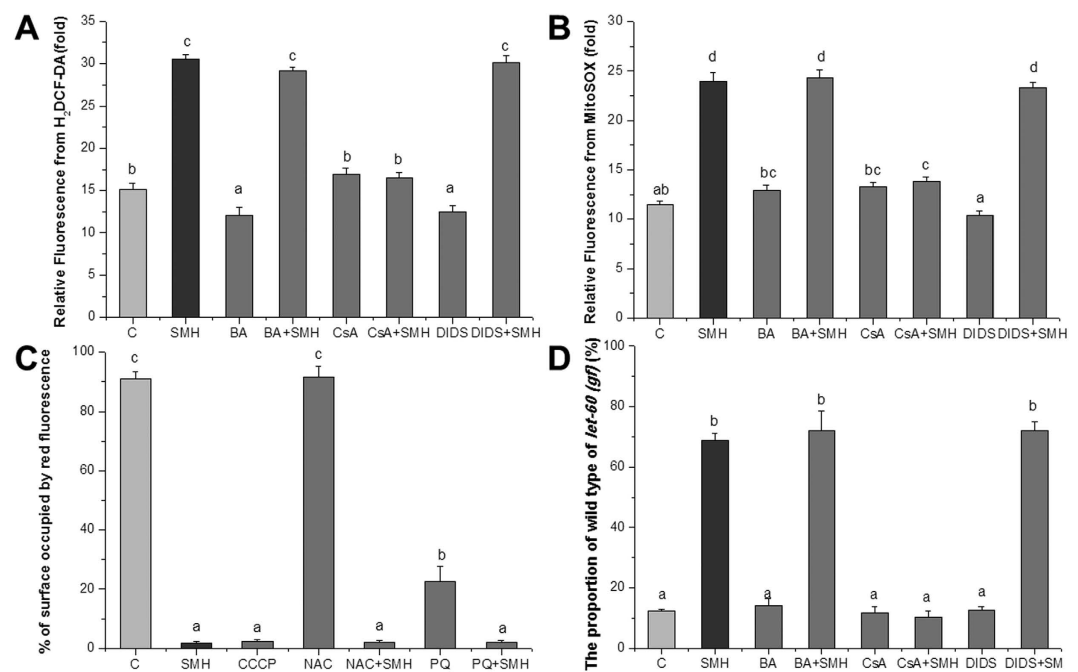 A
Relative Fluorescence from H₂DCF-DA (fold)
35
30
25
20
15
10
5
0
b
c
a
c
b
b
a
c
C SMH BA BA+SMH CsA CsA+SMH DIDS DIDS+SMH
B
Relative Fluorescence from MitoSOX (fold)
30
25
20
15
10
5
0
ab
d
bc
d
bc
c
a
d
C SMH BA BA+SMH CsA CsA+SMH DIDS DIDS+SMH
C
% of surface occupied by red fluorescence
100
80
60
40
20
0
c
a
a
c
a
b
a
C SMH CCCP NAC NAC+SMH PQ PQ+SMH
D
The proportion of wild type of let-60 (gf) (%)
100
80
60
40
20
0
a
b
a
b
a
a
a
b
C SMH BA BA+SMH CsA CsA+SMH DIDS DIDS+SM